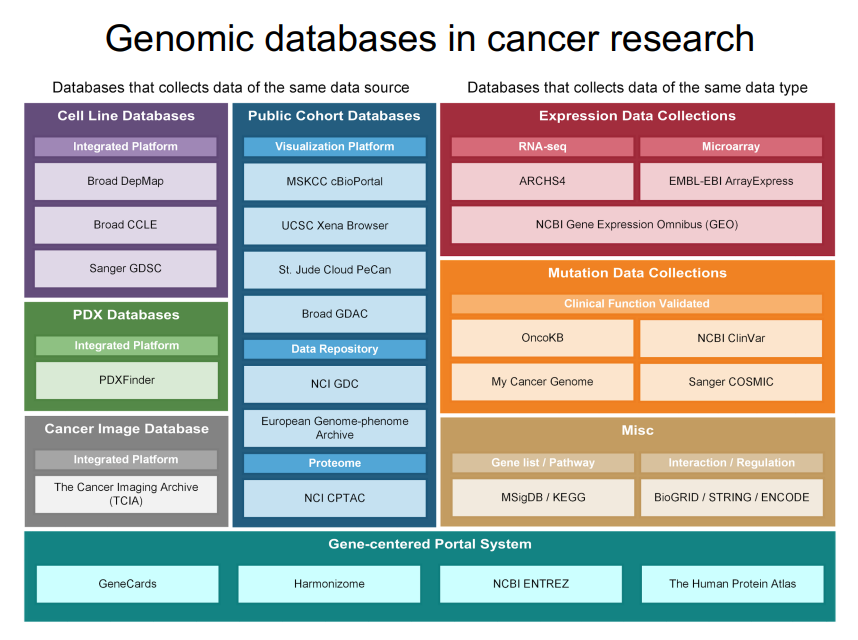 Genomic databases in cancer research
Databases that collects data of the same data source
Databases that collects data of the same data type
Cell Line Databases
Integrated Platform
Broad DepMap
Broad CCLE
Sanger GDSC
PDX Databases
Integrated Platform
PDXFinder
Cancer Image Database
Integrated Platform
The Cancer Imaging Archive
(TCIA)
Public Cohort Databases
Visualization Platform
MSKCC cBioPortal
UCSC Xena Browser
St. Jude Cloud PeCan
Broad GDAC
Data Repository
NCI GDC
European Genome-phenome
Archive
Proteome
NCI CPTAC
Expression Data Collections
RNA-seq
Microarray
ARCHS4
EMBL-EBI ArrayExpress
NCBI Gene Expression Omnibus (GEO)
Mutation Data Collections
Clinical Function Validated
OncoKB
NCBI ClinVar
My Cancer Genome
Sanger COSMIC
Misc
Gene list / Pathway
Interaction / Regulation
MSigDB / KEGG
BioGRID / STRING / ENCODE
Gene-centered Portal System
GeneCards
Harmonizome
NCBI ENTREZ
The Human Protein Atlas